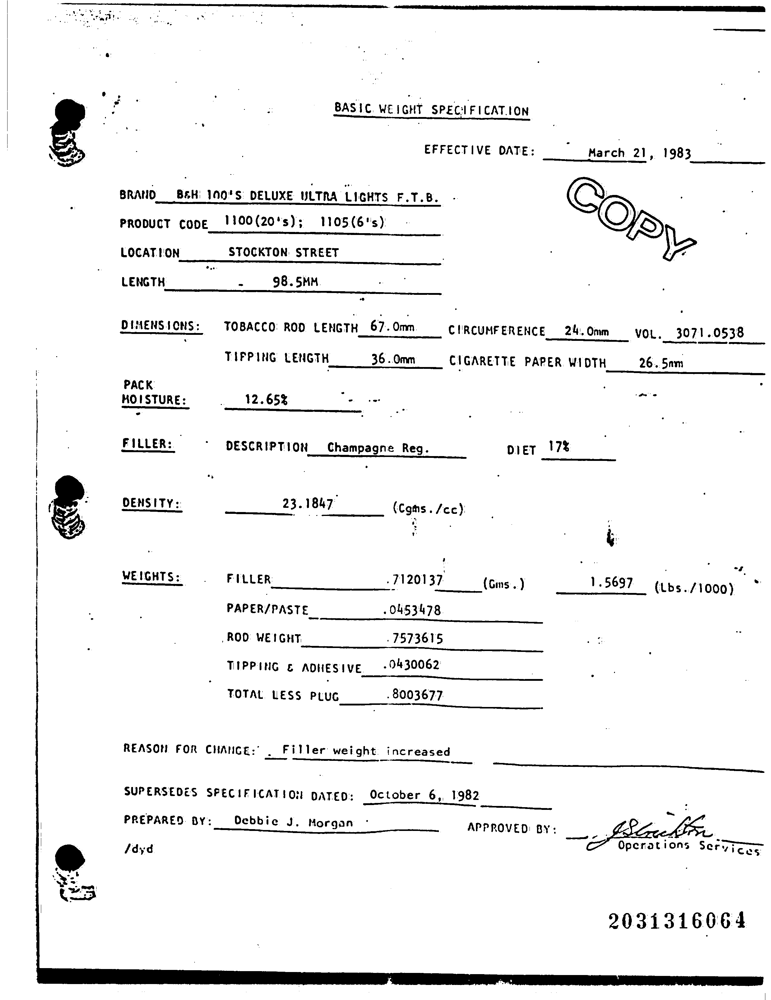 BASIC WEIGHT SPECIFICATION
EFFECTIVE DATE: March 21, 1983
BRAND B&H 100'S DELUXE ULTRA LIGHTS F.T.B.
COPY
PRODUCT CODE 1100(20's); 1105(6's)
LOCATION STOCKTON STREET
LENGTH 98.5MM
DIMENSIONS: TOBACCO ROD LENGTH 67.0mm CIRCUMFERENCE 24.0mm VOL. 3071.0538
TIPPING LENGTH 36.0mm CIGARETTE PAPER WIDTH 26.5mm
PACK
MOISTURE: 12.65%
FILLER: DESCRIPTION Champagne Reg. DIET 17%
DENSITY: 23.1847 (Cgms./cc)
WEIGHTS: FILLER .7120137 (Gms.) 1.5697 (Lbs./1000)
PAPER/PASTE .0453478
ROD WEIGHT .7573615
TIPPING & ADHESIVE .0430062
TOTAL LESS PLUG .8003677
REASON FOR CHANGE: Filler weight increased
SUPERSEDES SPECIFICATION DATED: October 6, 1982
PREPARED BY: Debbie J. Morgan APPROVED BY:
/dyd Operations Services
2031316064